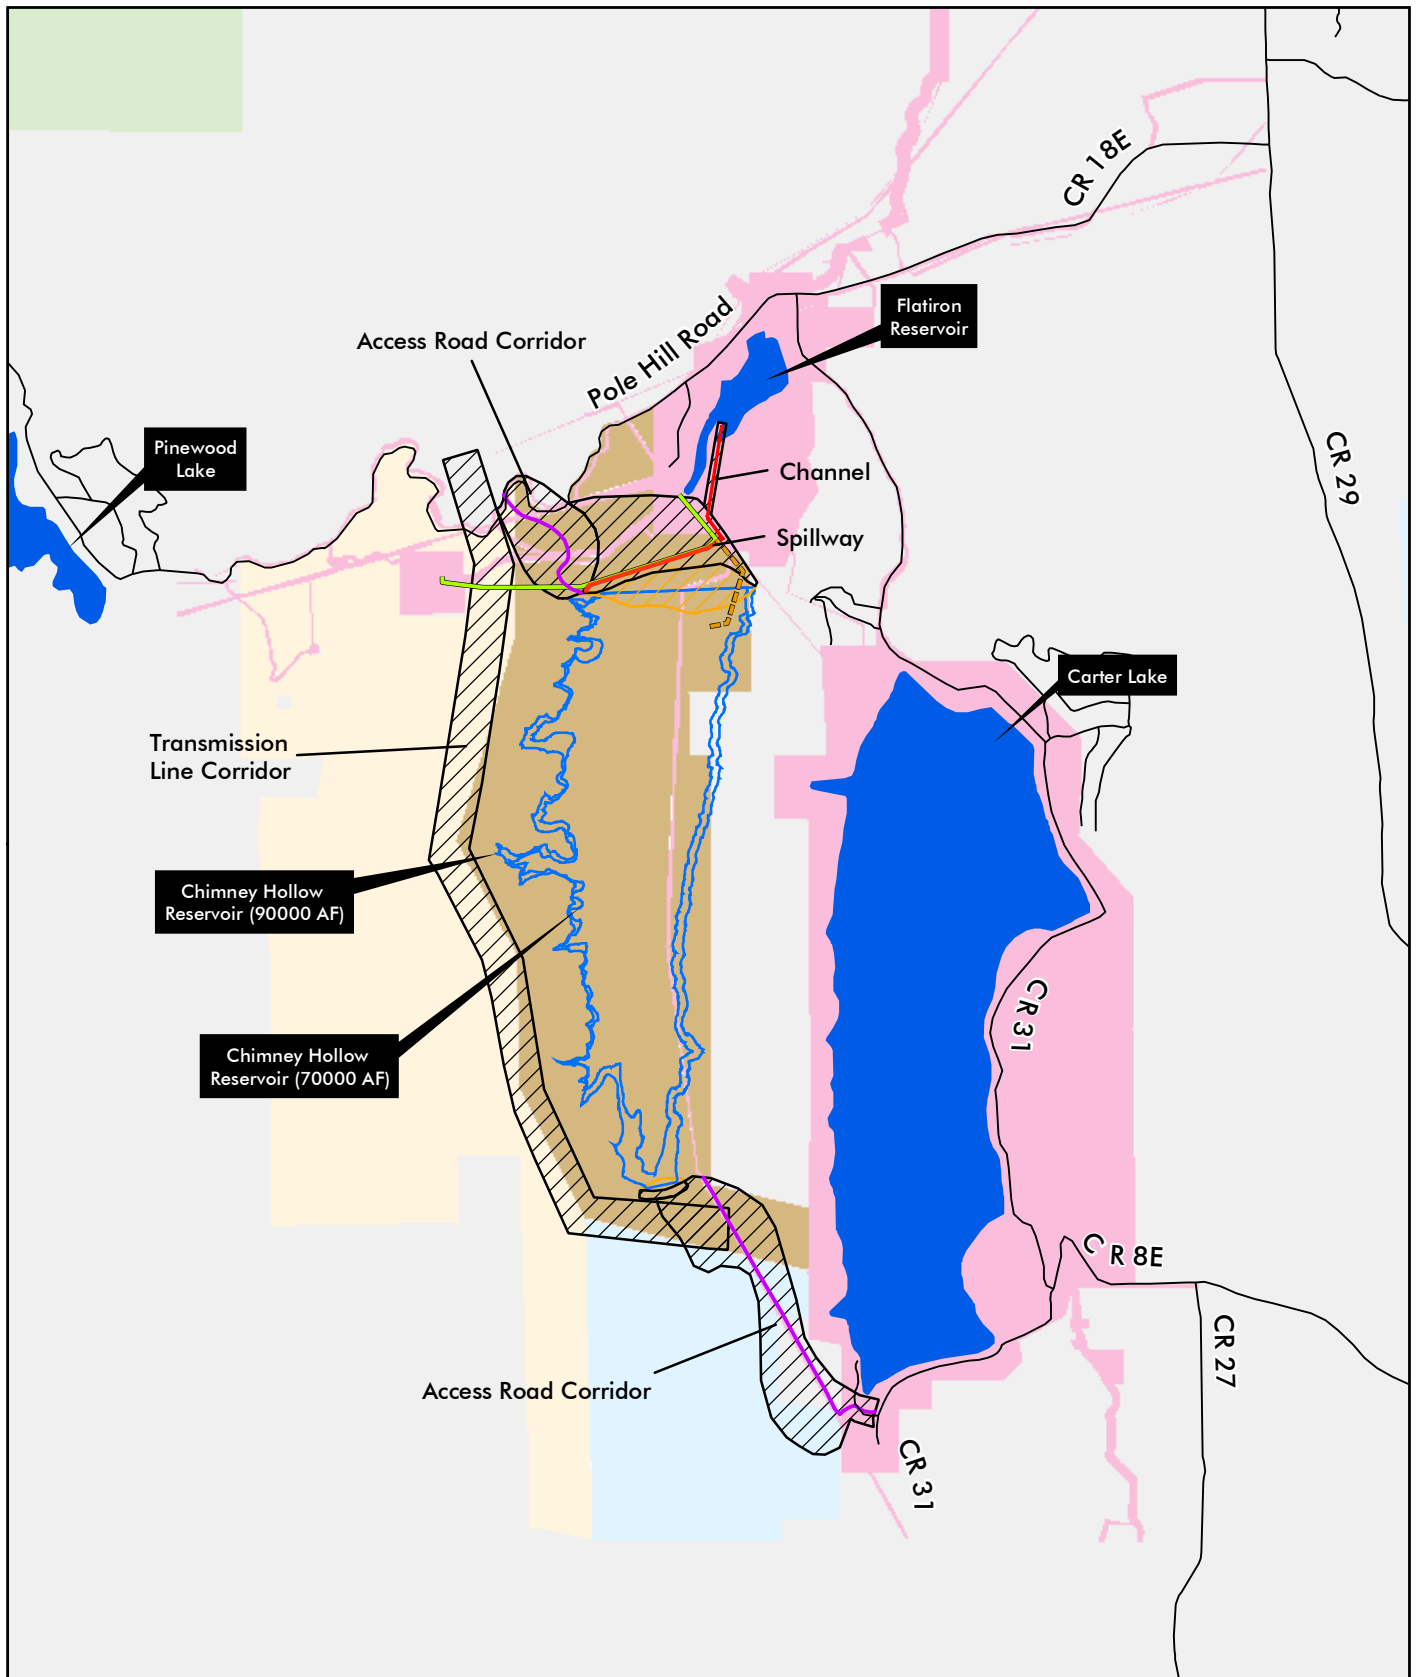 CR 18E
Flatiron
Reservoir
Pole Hill Road
Access Road Corridor
CR 29
Pinewood
Lake
Channel
Spillway
Carter Lake
Transmission
Line Corridor
Chimney Hollow
Reservoir (90000 AF)
CR 31
Chimney Hollow
Reservoir (70000 AF)
CR 8E
CR 27
Access Road Corridor
CR 31